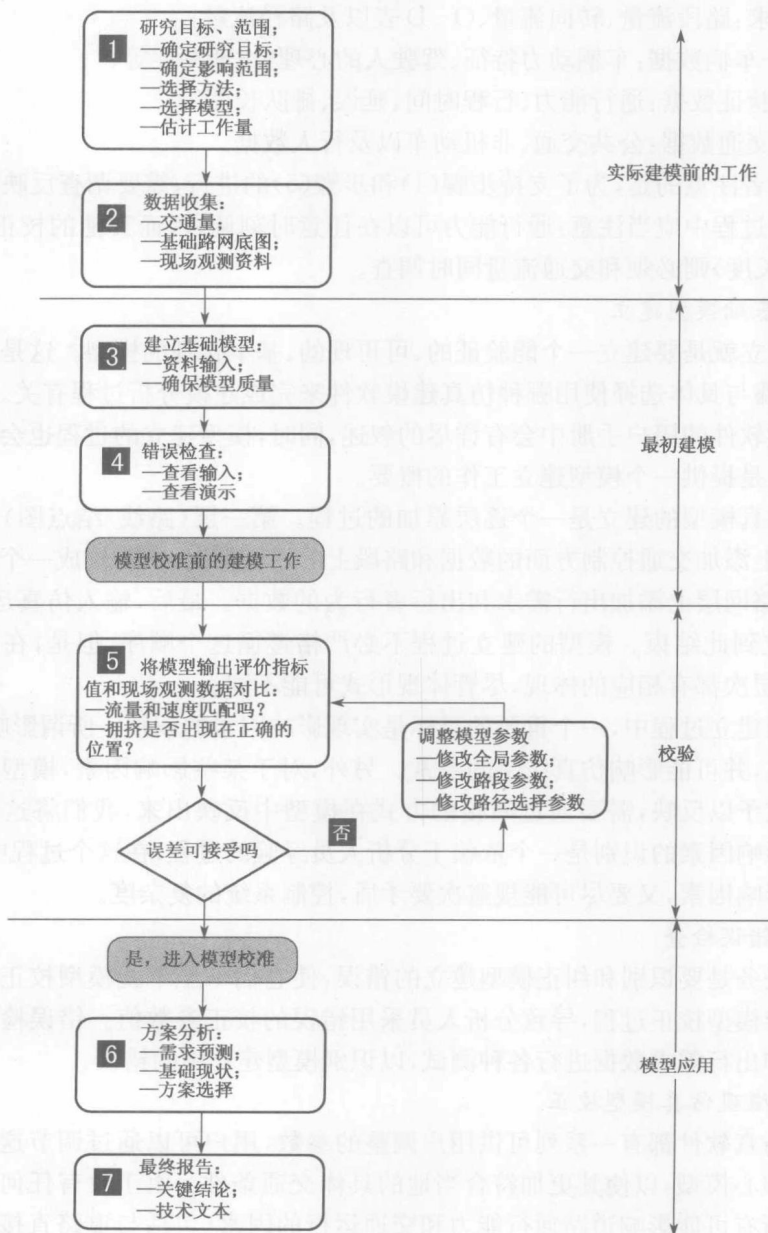 1
研究目标、范围;
—确定研究目标;
—确定影响范围;
—选择方法;
—选择模型;
—估计工作量
实际建模前的工作
2
数据收集:
—交通量;
—基础路网底图;
—现场观测资料
3
建立基础模型:
—资料输入;
—确保模型质量
最初建模
4
错误检查:
—查看输入;
—查看演示
模型校准前的建模工作
5
将模型输出评价指标
值和现场观测数据对比:
—流量和速度匹配吗?
—拥挤是否出现在正确的
位置?
调整模型参数
—修改全局参数;
—修改路段参数;
—修改路径选择参数
校验
误差可接受吗
否
是,进入模型校准
6
方案分析:
—需求预测;
—基础现状;
—方案选择
模型应用
7
最终报告:
—关键结论;
—技术文本